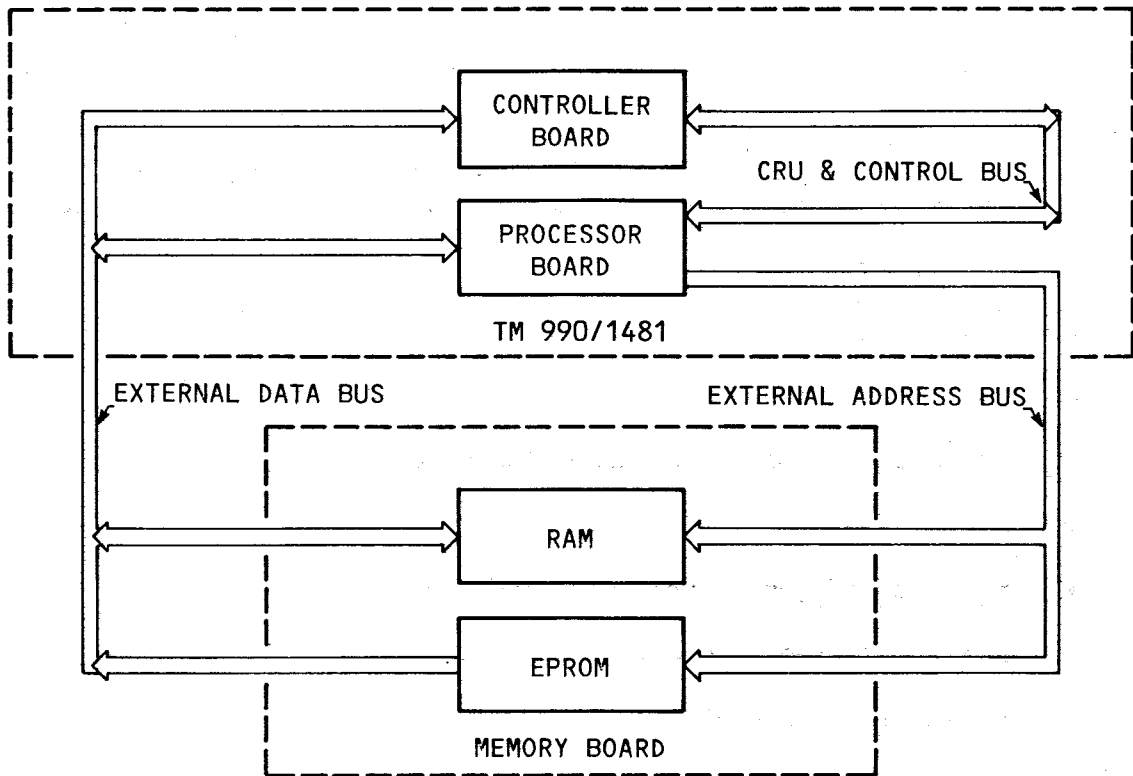 CONTROLLER
BOARD
CRU & CONTROL BUS
PROCESSOR
BOARD
TM 990/1481
EXTERNAL DATA BUS
EXTERNAL ADDRESS BUS
RAM
EPROM
MEMORY BOARD